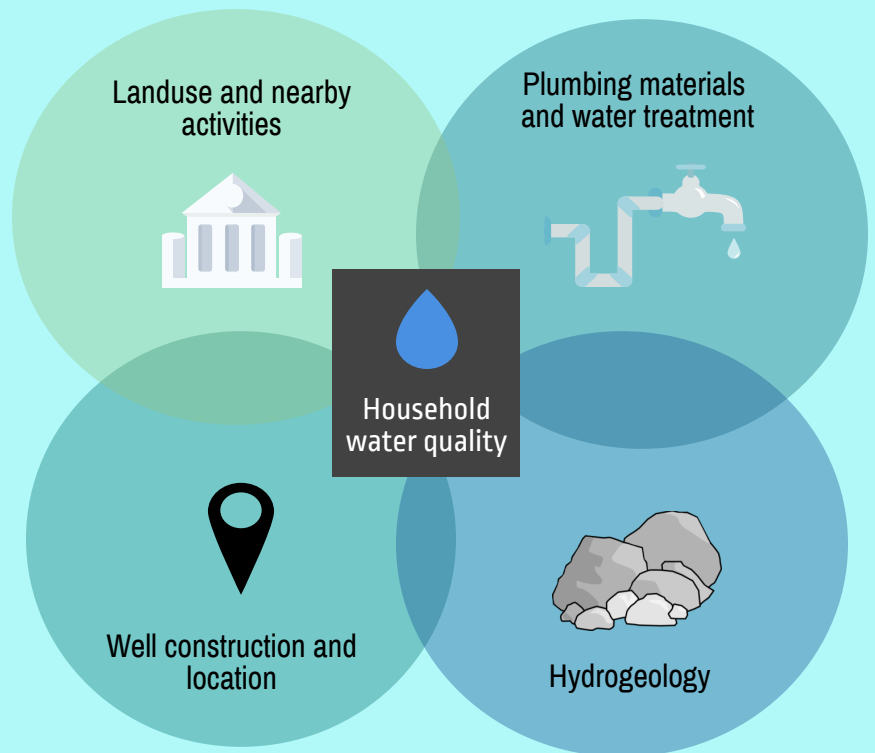 Landuse and nearby
activities
Plumbing materials
and water treatment
Household
water quality
Well construction and
location
Hydrogeology